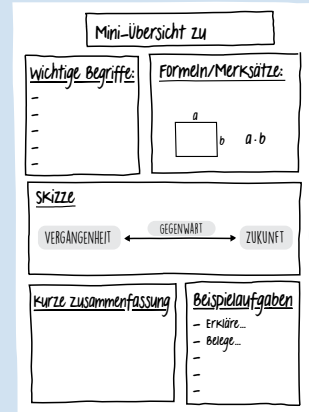 Mini-Übersicht zu
Wichtige Begriffe:
-
-
-
-
-
Formeln/Merksätze:
a
b
a·b
Skizze
VERGANGENHEIT
GEGENWART
ZUKUNFT
Kurze Zusammenfassung
Beispielaufgaben
- Erkläre...
- Belege...
-
-
-